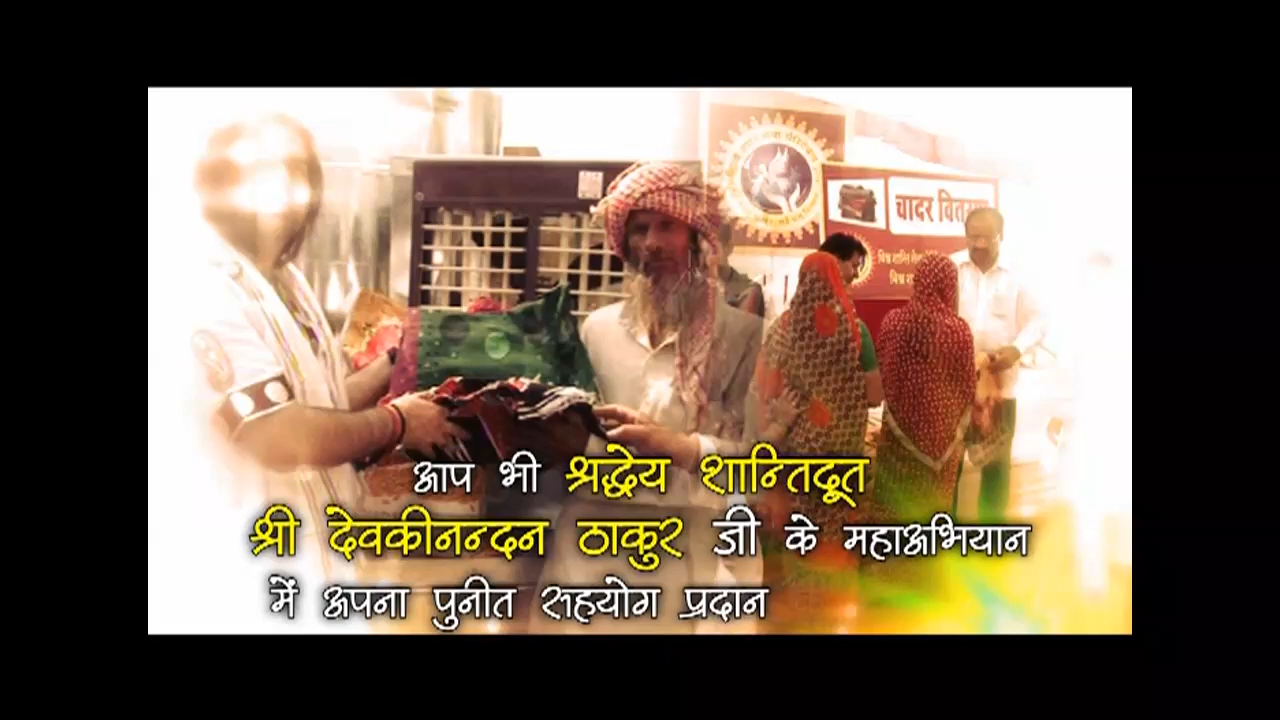 चादर वितरण
विश्व शान्ति सेवा
आप भी श्रद्धेय शान्तिदूत
श्री देवकीनन्दन ठाकुर जी के महाअभियान
में अपना पुनीत सहयोग प्रदान